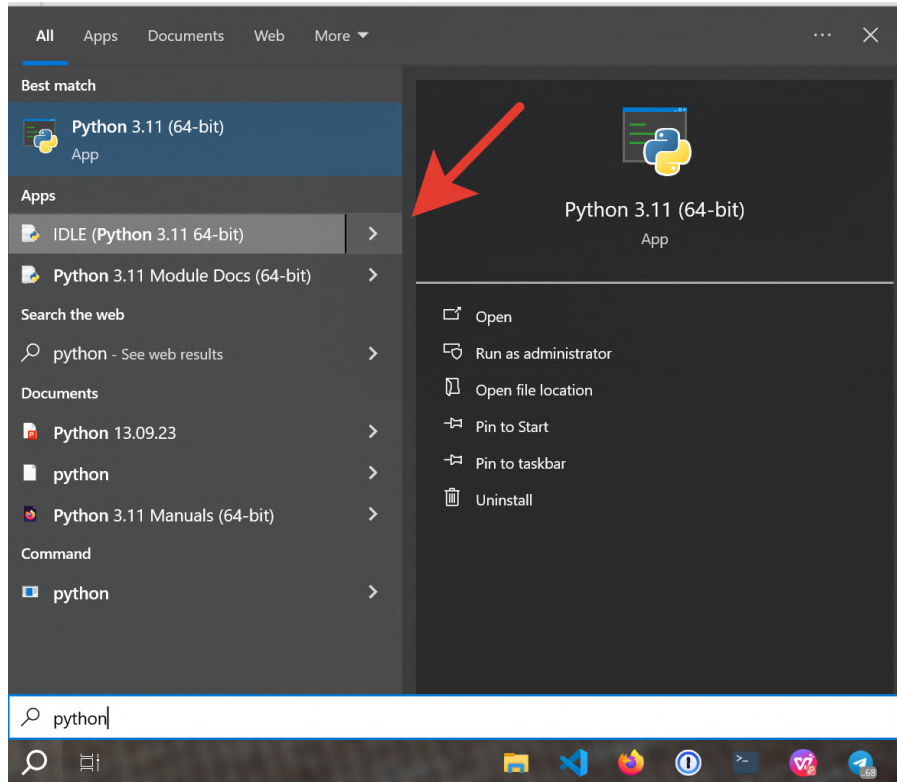 All Apps Documents Web More
Best match
Python 3.11 (64-bit)
App
Apps
IDLE (Python 3.11 64-bit)
Python 3.11 Module Docs (64-bit)
Search the web
python - See web results
Documents
Python 13.09.23
python
Python 3.11 Manuals (64-bit)
Command
python
Python 3.11 (64-bit)
App
Open
Run as administrator
Open file location
Pin to Start
Pin to taskbar
Uninstall
python
68